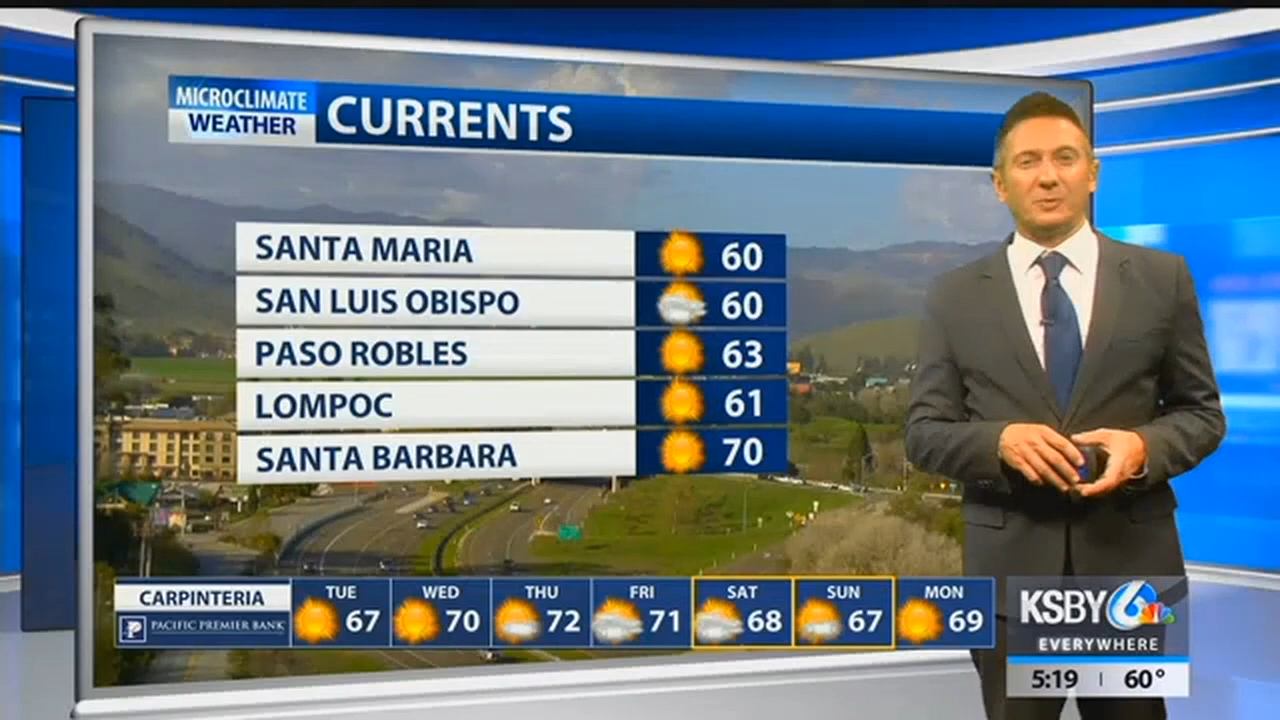 MICROCLIMATE
WEATHER
CURRENTS
SANTA MARIA 60
SAN LUIS OBISPO 60
PASO ROBLES 63
LOMPOC 61
SANTA BARBARA 70
CARPINTERIA
P PACIFIC PREMIER BANK
TUE WED THU FRI SAT SUN MON
67 70 72 71 68 67 69
KSBY6
EVERYWHERE
5:19 | 60°